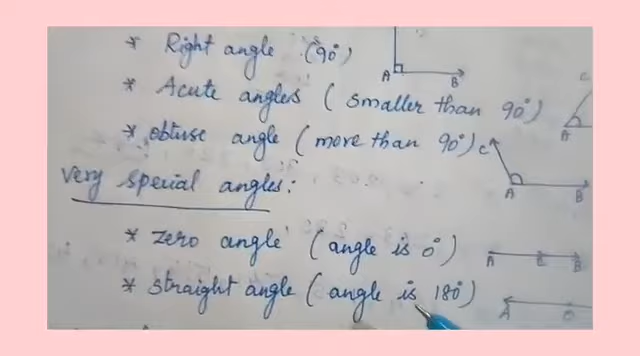 * Right angle (90°)
A B
* Acute angles (smaller than 90°)
C
A
* obtuse angle (more than 90°)
C
A B
Very special angles:
* Zero angle (angle is 0°)
A C B
* straight angle (angle is 180°)
A O